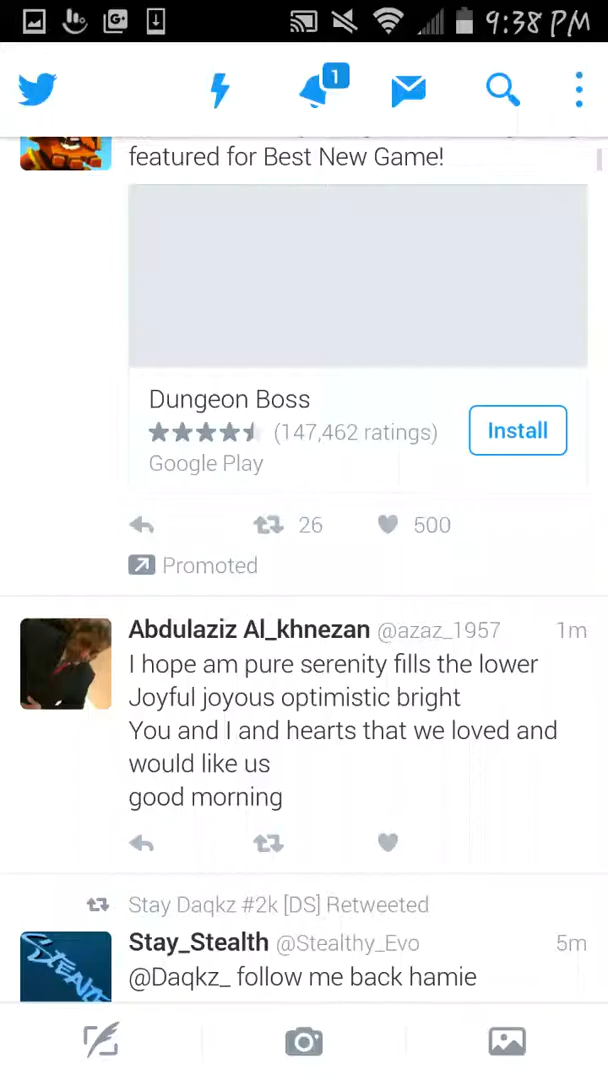 9:38 PM
1
featured for Best New Game!
Dungeon Boss
(147,462 ratings)
Install
Google Play
26 500
Promoted
Abdulaziz Al_khnezan @azaz_1957 1m
I hope am pure serenity fills the lower
Joyful joyous optimistic bright
You and I and hearts that we loved and
would like us
good morning
Stay Daqkz #2k [DS] Retweeted
Stay_Stealth @Stealthy_Evo 5m
@Daqkz_ follow me back hamie